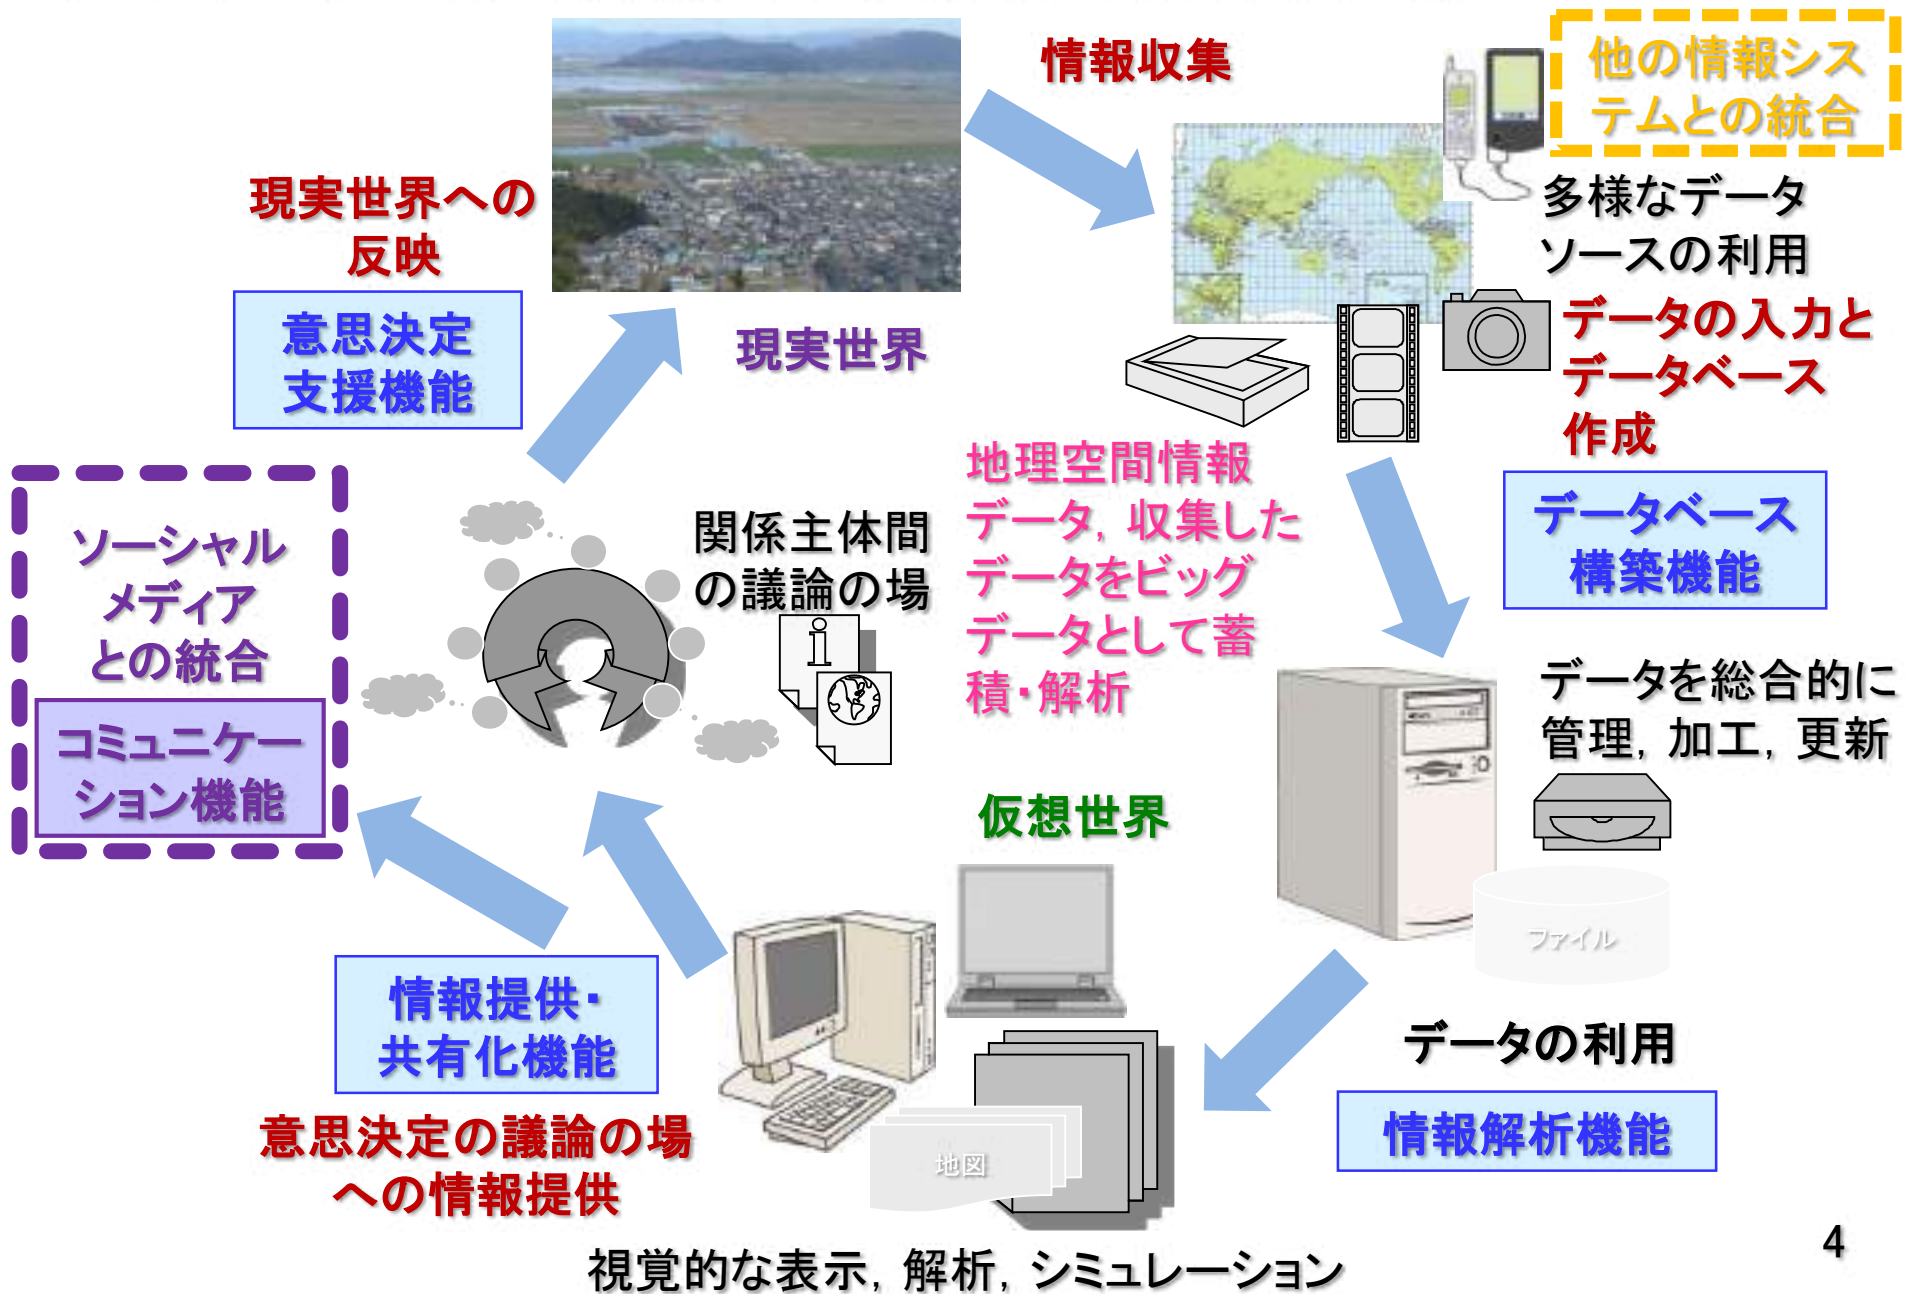 情報収集
他の情報シス
テムとの統合
多様なデータ
ソースの利用
現実世界への
反映
意思決定
支援機能
現実世界
データの入力と
データベース
作成
データベース
構築機能
地理空間情報
データ, 収集した
データをビッグ
データとして蓄
積・解析
関係主体間
の議論の場
i
ソーシャル
メディア
との統合
コミュニケー
ション機能
データを総合的に
管理, 加工, 更新
仮想世界
ファイル
データの利用
情報解析機能
情報提供・
共有化機能
意思決定の議論の場
への情報提供
地図
視覚的な表示, 解析, シミュレーション
4